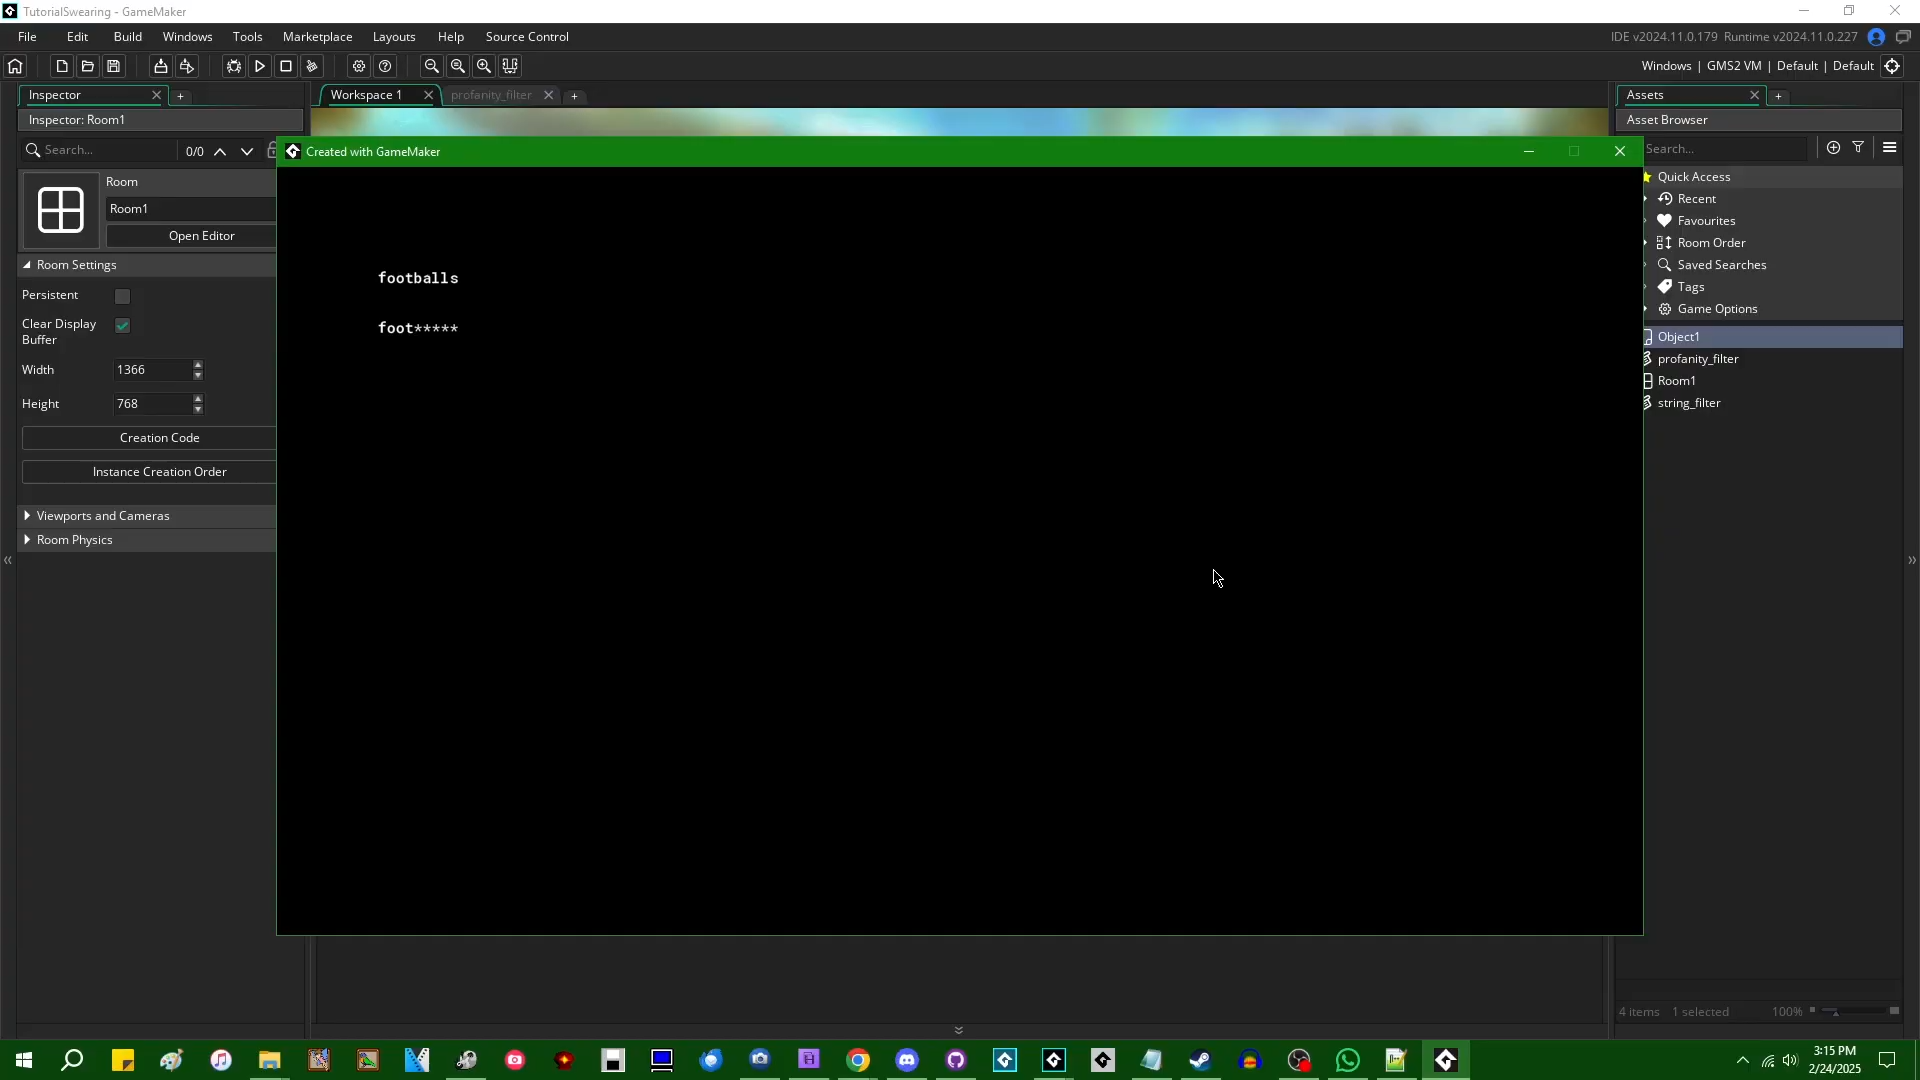 TutorialSwearing - GameMaker
File Edit Build Windows Tools Marketplace Layouts Help Source Control
IDE v2024.11.0.179 Runtime v2024.11.0.227
Windows | GMS2 VM | Default | Default
Inspector
Workspace 1
profanity_filter
Assets
Inspector: Room1
Asset Browser
Search...
0/0
Created with GameMaker
Search...
Room
Room1
Open Editor
Room Settings
Persistent
Clear Display
Buffer
Width 1366
Height 768
Creation Code
Instance Creation Order
Viewports and Cameras
Room Physics
footballs
foot*****
Quick Access
Recent
Favourites
Room Order
Saved Searches
Tags
Game Options
Object1
profanity_filter
Room1
string_filter
4 items 1 selected 100%
3:15 PM
2/24/2025